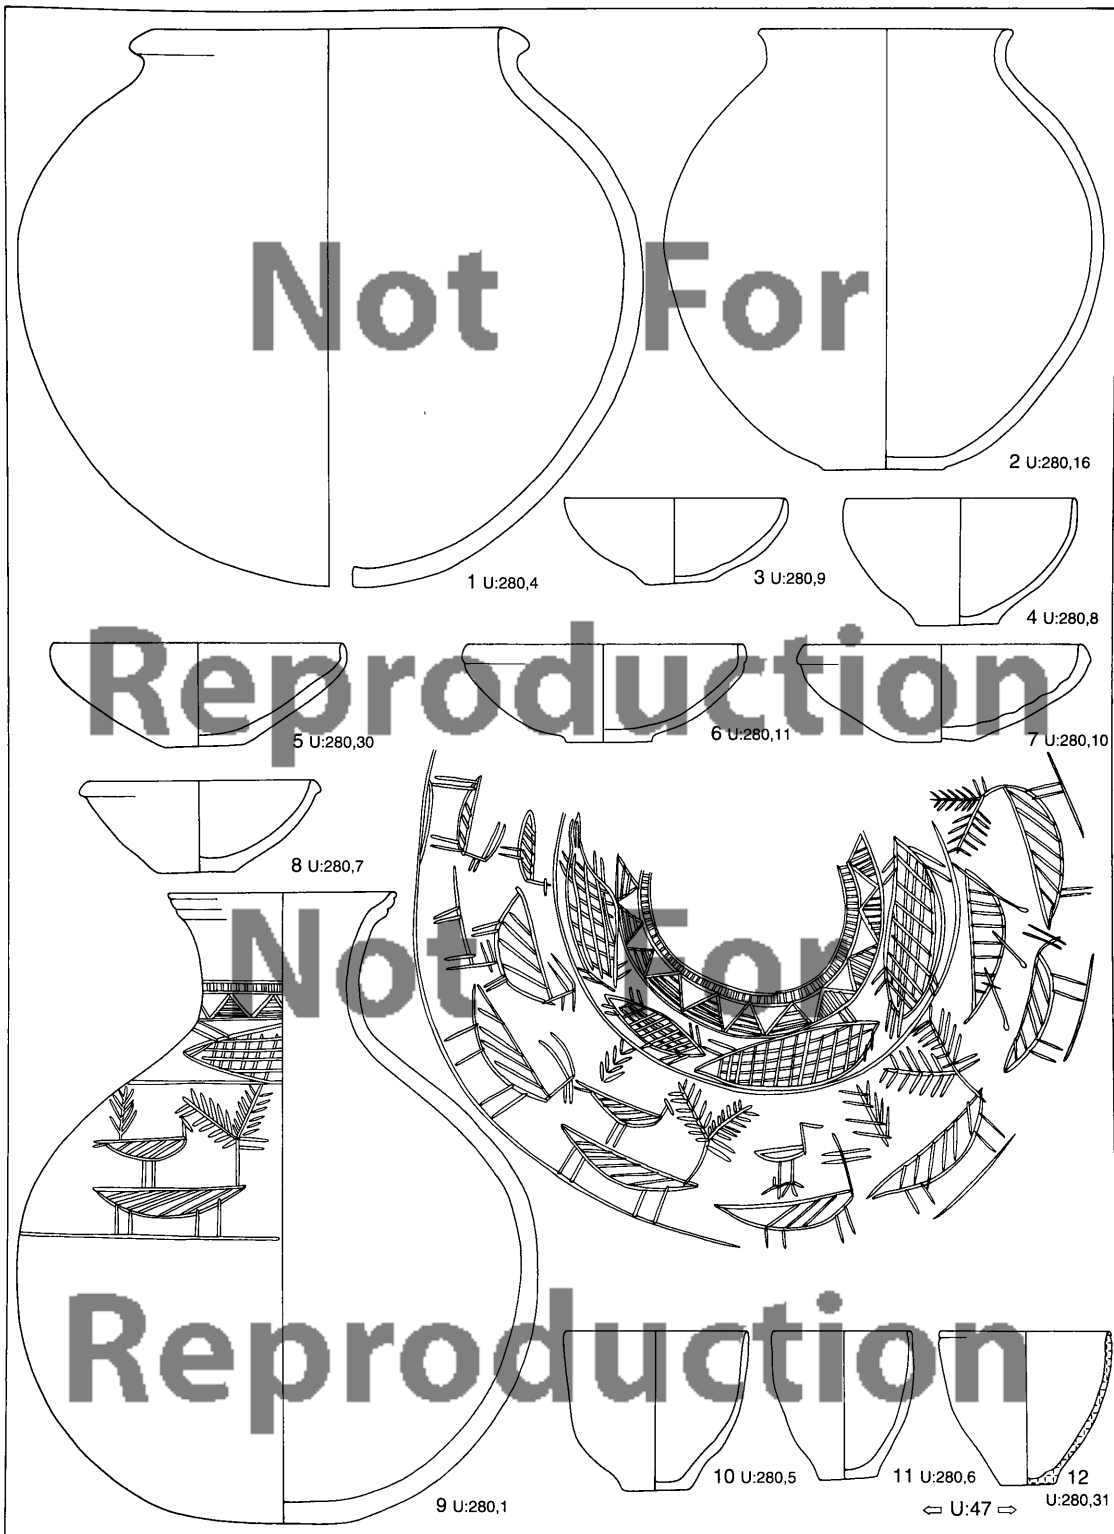 Not For
2 U:280,16
1 U:280,4
3 U:280,9
4 U:280,8
Reproduction
5 U:280,30
6 U:280,11
7 U:280,10
8 U:280,7
Not For
Reproduction
9 U:280,1
10 U:280,5
11 U:280,6
12
U:280,31
⇦ U:47 ⇨